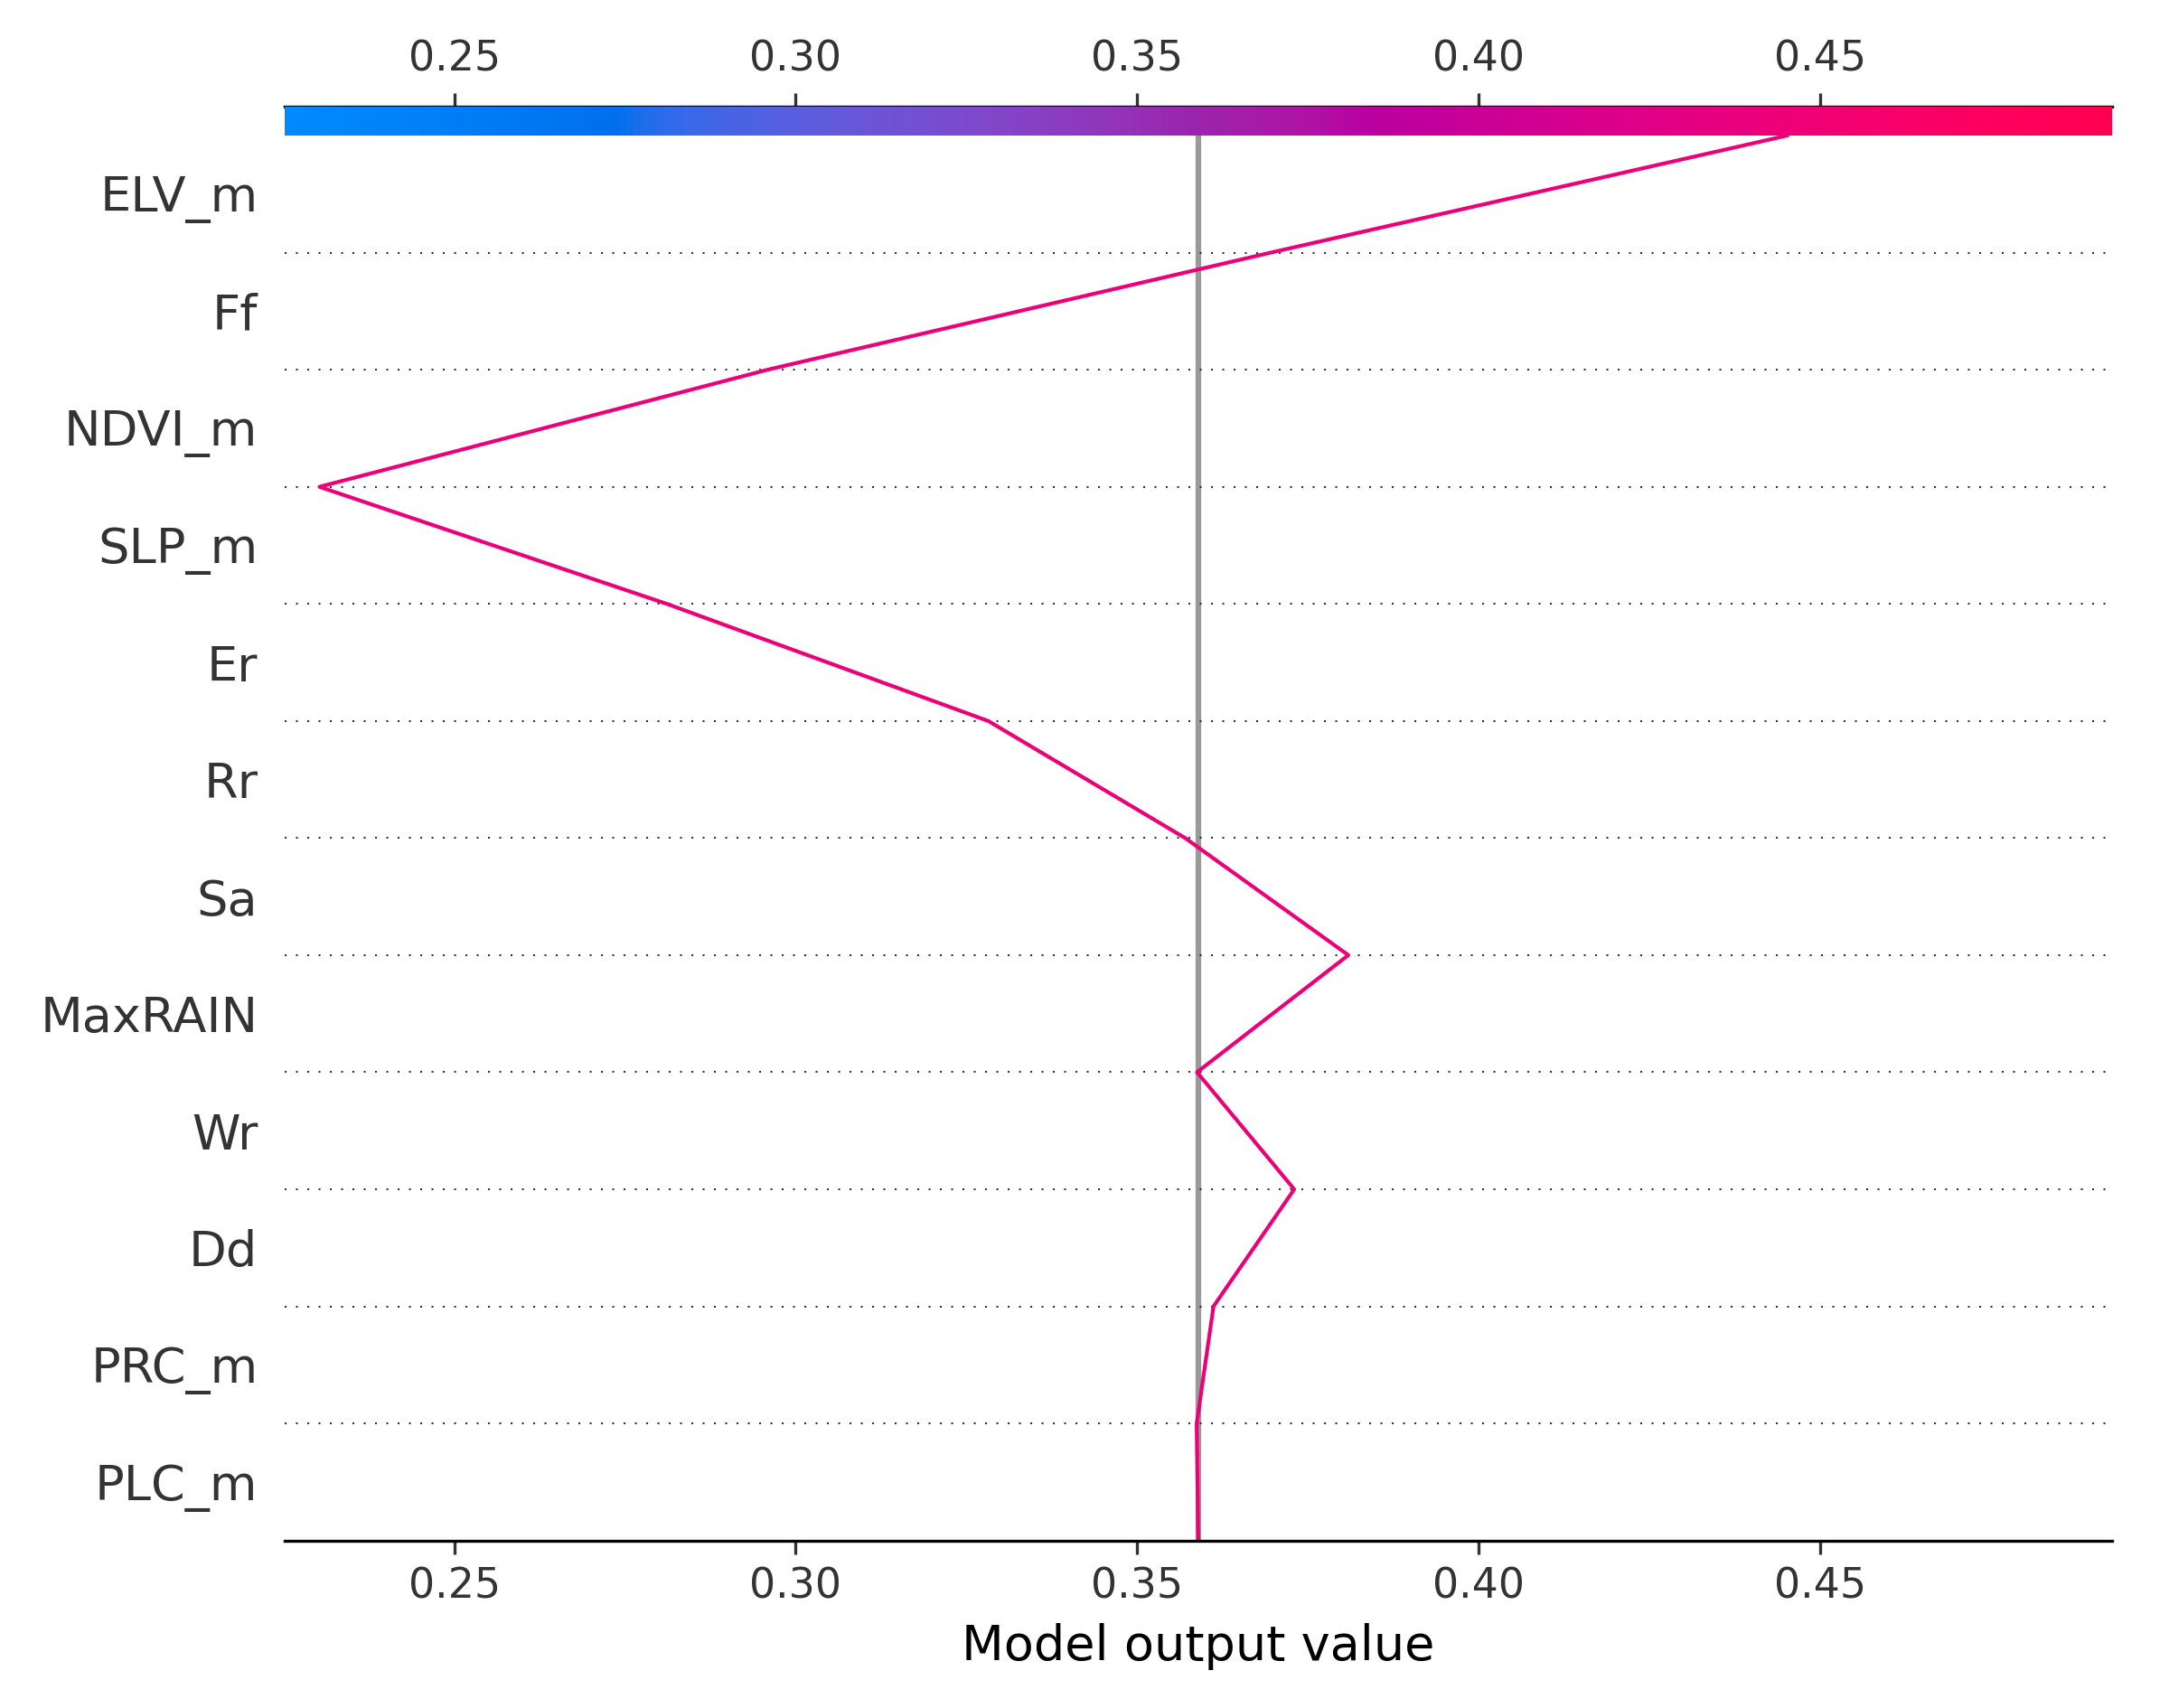 0.25 0.30 0.35 0.40 0.45
ELV_m
Ff
NDVI_m
SLP_m
Er
Rr
Sa
MaxRAIN
Wr
Dd
PRC_m
PLC_m
0.25 0.30 0.35 0.40 0.45
Model output value